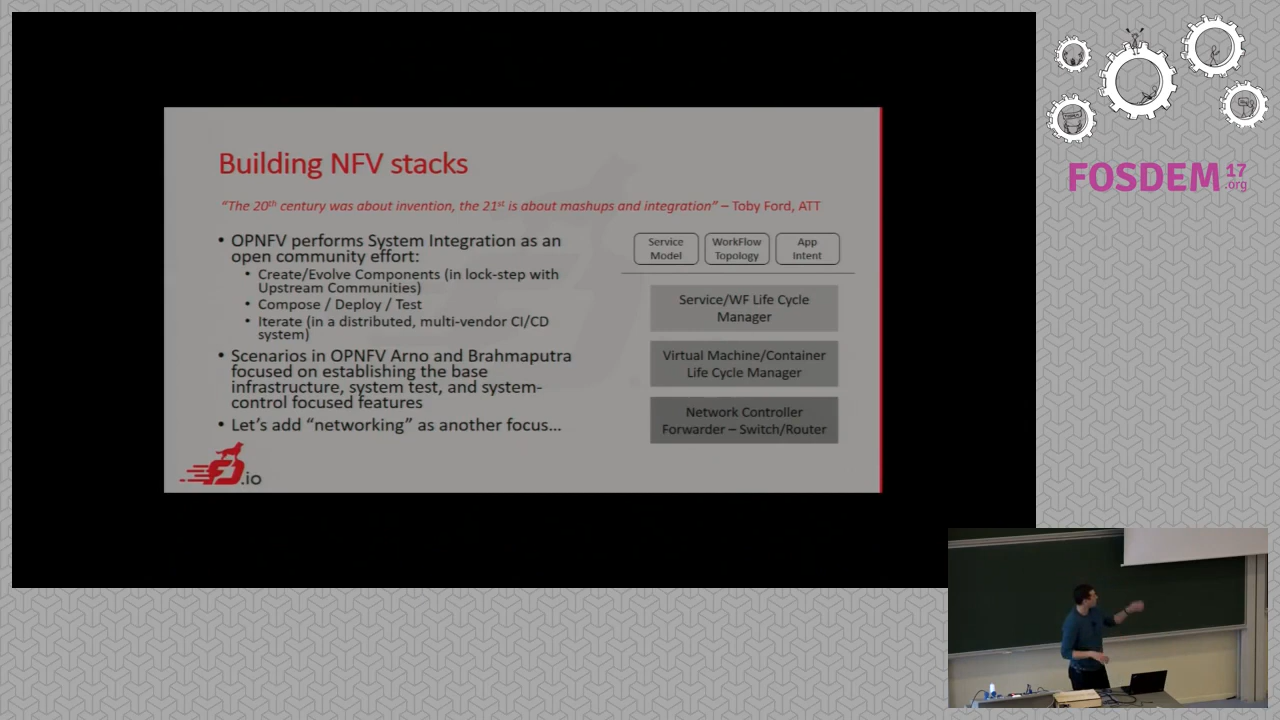 Building NFV stacks
“The 20th century was about invention, the 21st is about mashups and integration” – Toby Ford, ATT
• OPNFV performs System Integration as an
open community effort:
• Create/Evolve Components (in lock-step with
Upstream Communities)
• Compose / Deploy / Test
• Iterate (in a distributed, multi-vendor CI/CD
system)
• Scenarios in OPNFV Arno and Brahmaputra
focused on establishing the base
infrastructure, system test, and system-
control focused features
• Let’s add “networking” as another focus…
Service
Model
WorkFlow
Topology
App
Intent
Service/WF Life Cycle
Manager
Virtual Machine/Container
Life Cycle Manager
Network Controller
Forwarder – Switch/Router
FD.io
FOSDEM 17
.org